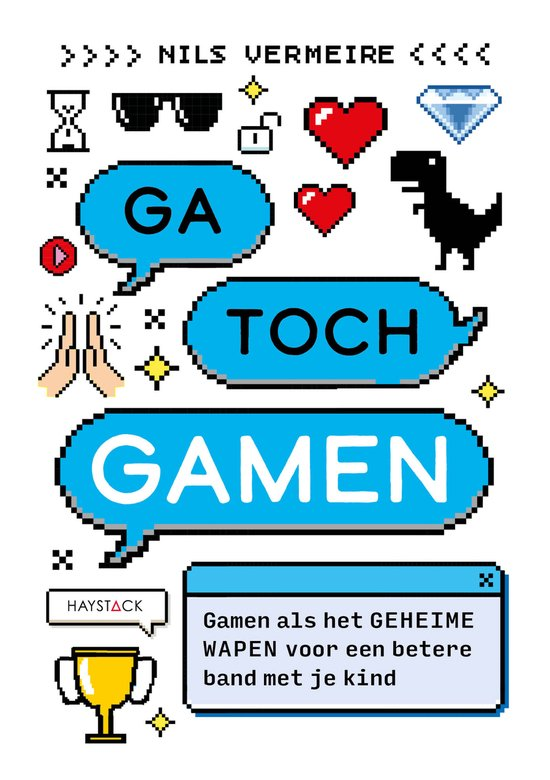 >>>> NILS VERMEIRE <<<<
GA
TOCH
GAMEN
HAYSTACK
Gamen als het GEHEIME
WAPEN voor een betere
band met je kind